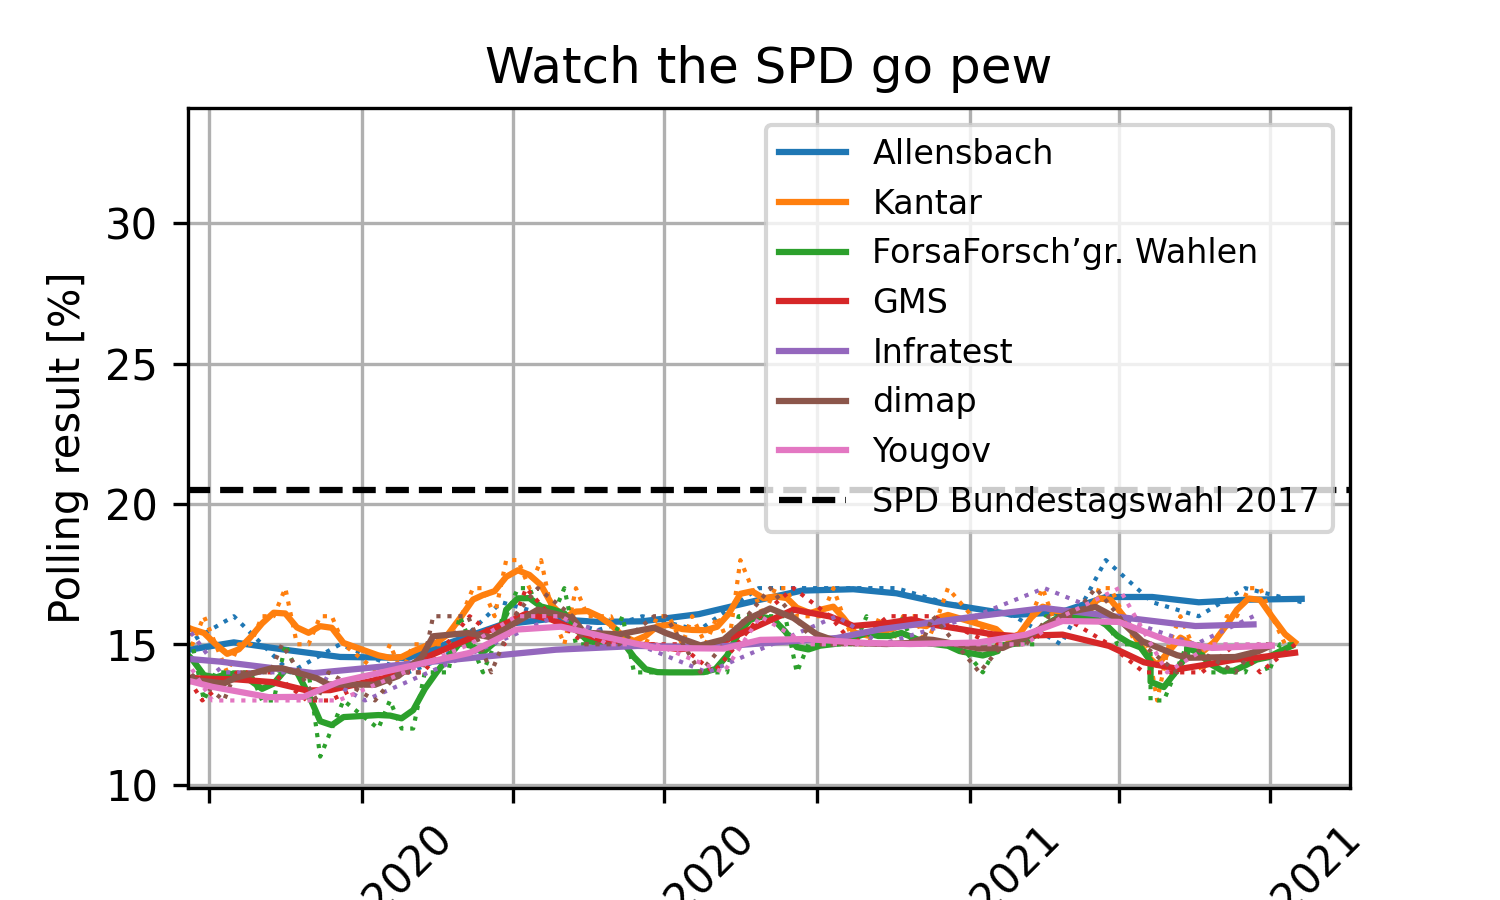 Watch the SPD go pew
Polling result [%]
30
25
20
15
10
Allensbach
Kantar
ForsaForsch’gr. Wahlen
GMS
Infratest
dimap
Yougov
SPD Bundestagswahl 2017
2020
2020
2021
2021